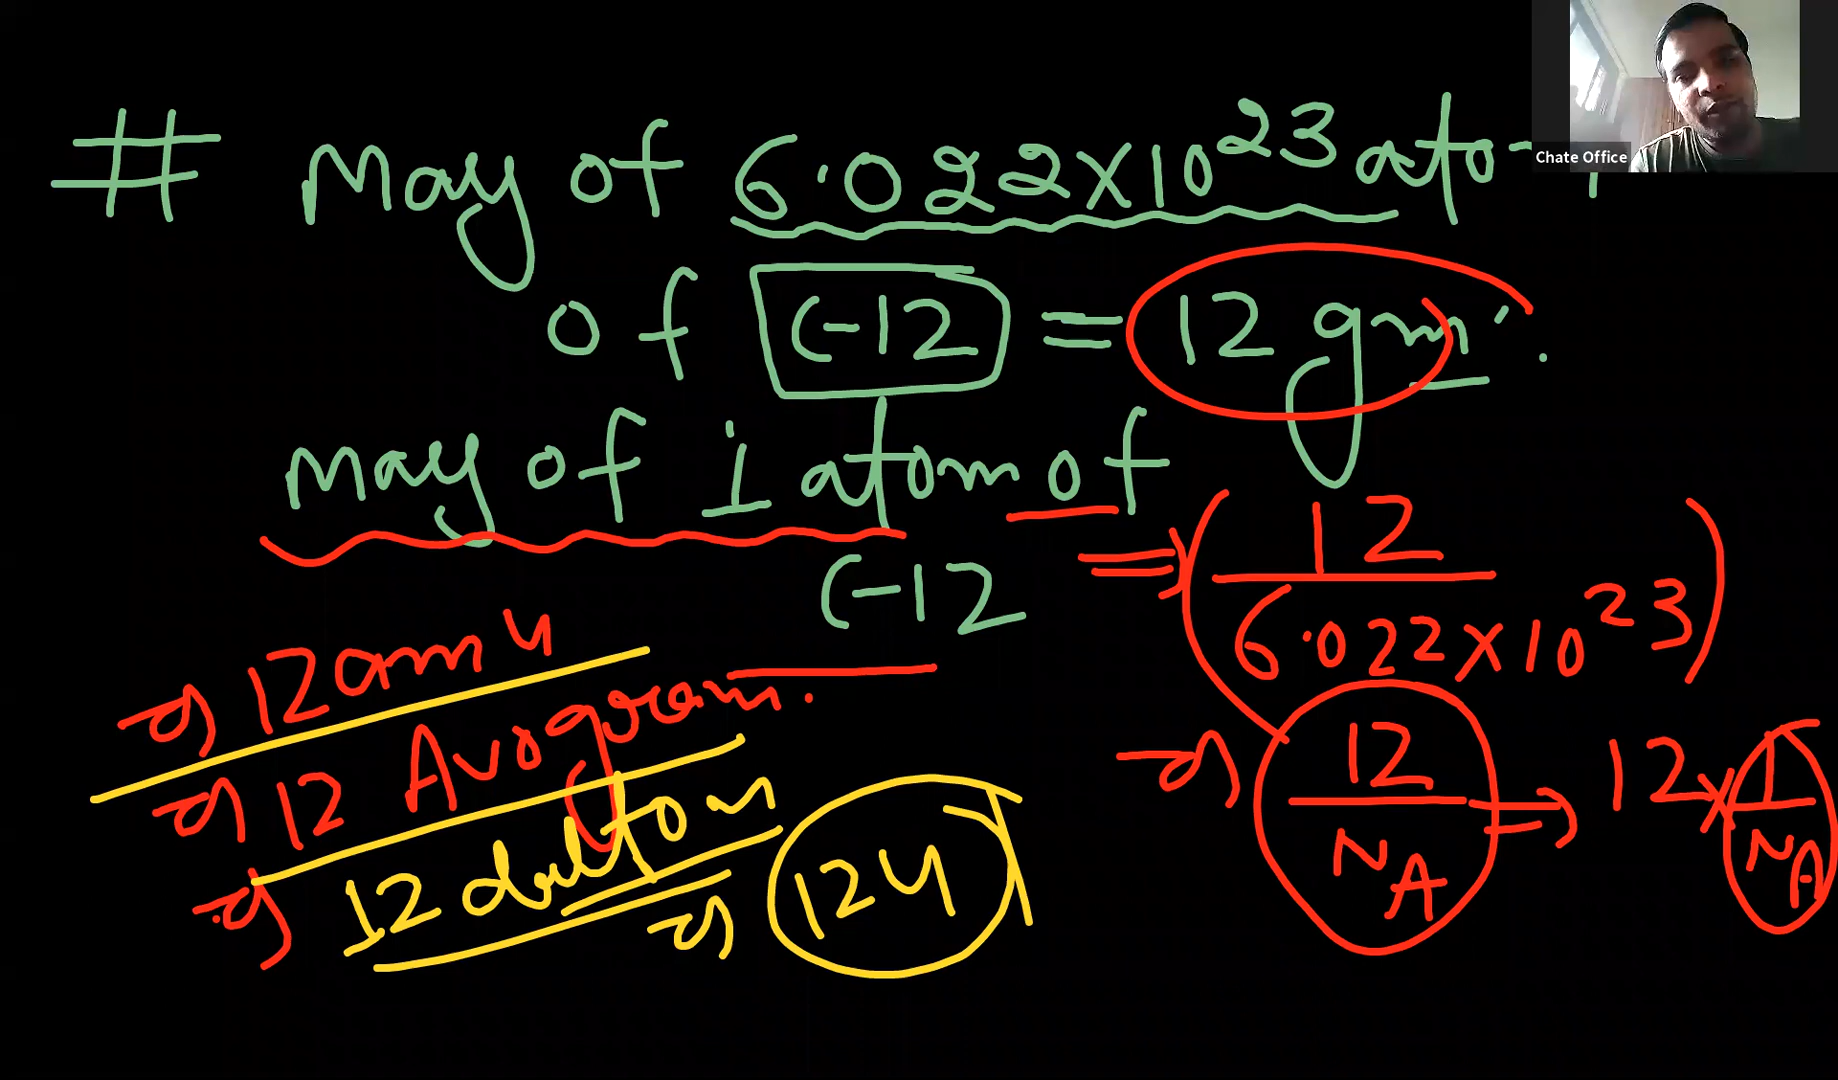 # Mass of 6.022×10²³ ato
Chate Office
of C-12 = 12 gm.
mass of 1 atom of
C-12
⇒ (12 / 6.022×10²³)
⇒ 12 amu
⇒ 12 Avogram.
⇒ 12 dalton
⇒ 12u
⇒ 12 / NA ⇒ 12 × 1 / NA